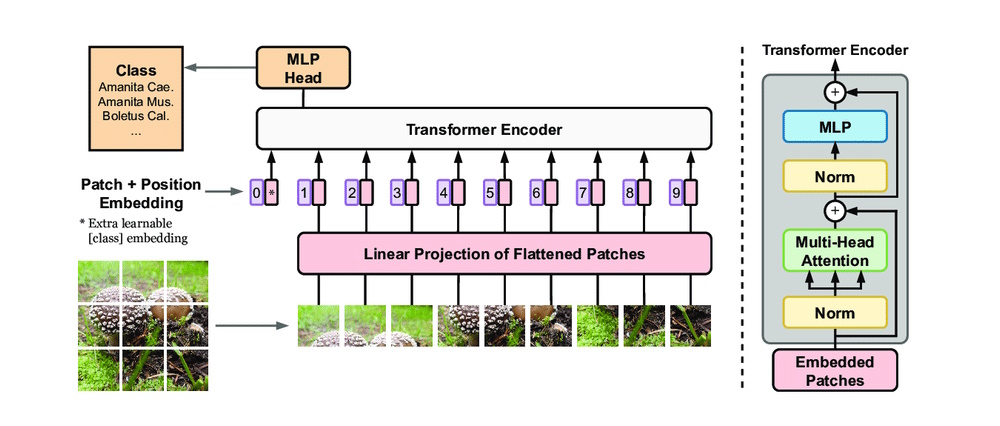 Class
Amanita Cae.
Amanita Mus.
Boletus Cal.
...
MLP
Head
Transformer Encoder
Patch + Position
Embedding
* Extra learnable
[class] embedding
0 * 1 2 3 4 5 6 7 8 9
Linear Projection of Flattened Patches
Transformer Encoder
+
MLP
Norm
+
Multi-Head
Attention
Norm
Embedded
Patches